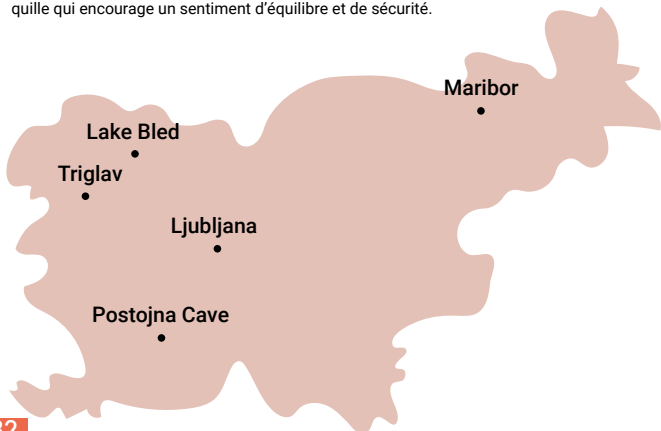 quille qui encourage un sentiment d’équilibre et de sécurité.
Maribor
Lake Bled
Triglav
Ljubljana
Postojna Cave